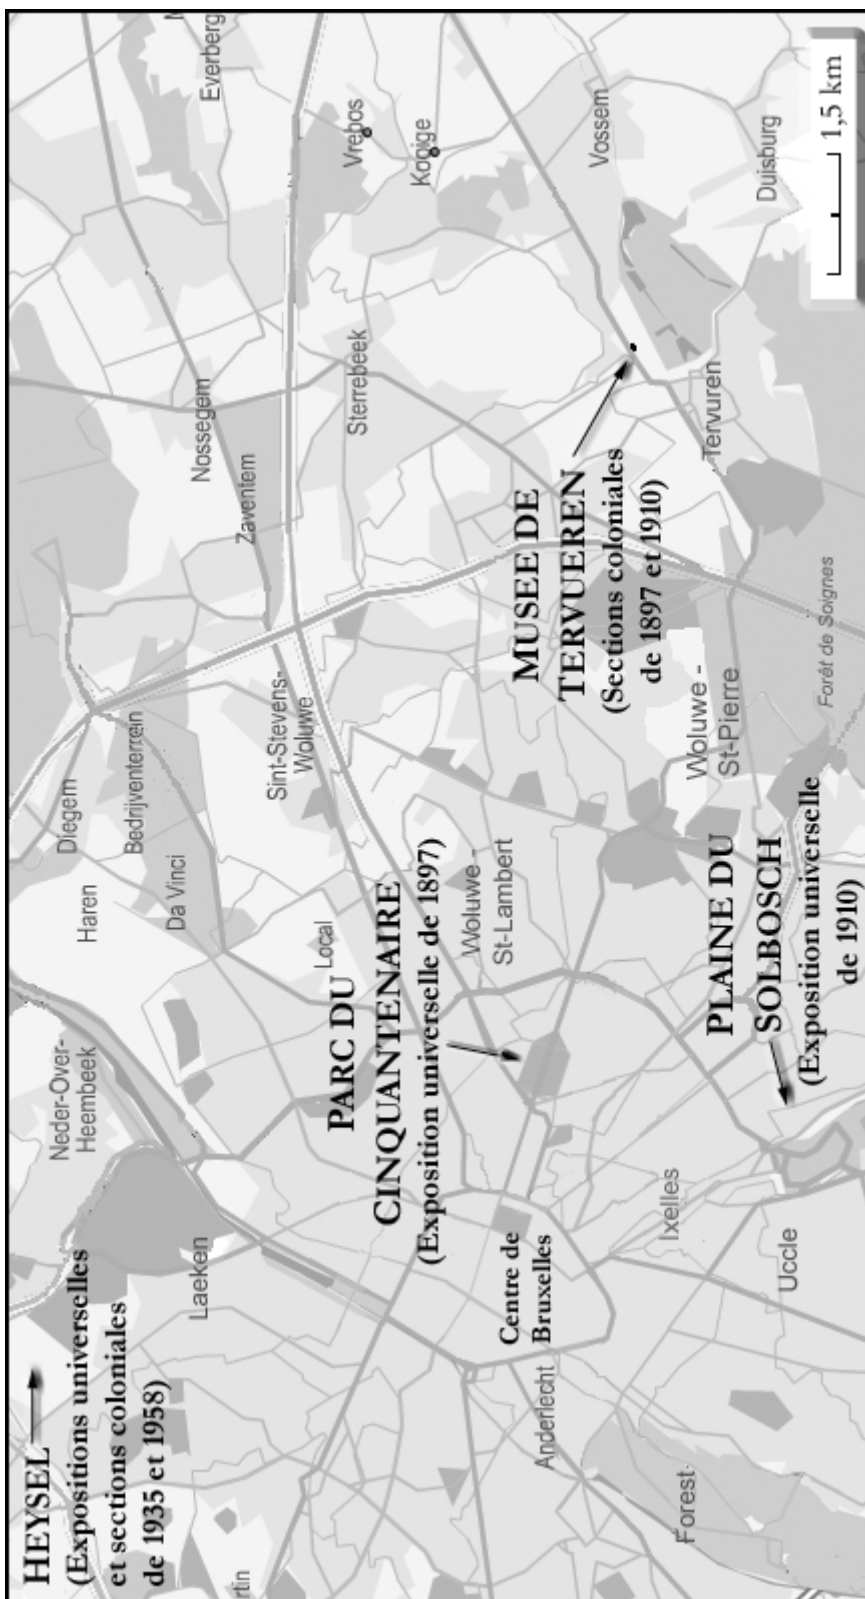 HEYSEL
(Expositions universelles
et sections coloniales
de 1935 et 1958)
Neder-Over-
Heembeek
Haren
Diegem
Bedrijventerrein
Da Vinci
Laeken
rtin
Nossegem
Everberg
M
Zaventem
Sint-Stevens-
Woluwe
Local
PARC DU
CINQUANTENAIRE
(Exposition universelle de 1897)
Sterrebeek
Vrebos
Kooige
Woluwe -
St-Lambert
Centre de
Bruxelles
Anderlecht
MUSEE DE
TERVUEREN
(Sections coloniales
de 1897 et 1910)
Vossem
Forest
Ixelles
Woluwe -
St-Pierre
Tervuren
PLAINE DU
SOLBOSCH
(Exposition universelle
de 1910)
Uccle
Duisburg
Forêt de Soignes
1,5 km